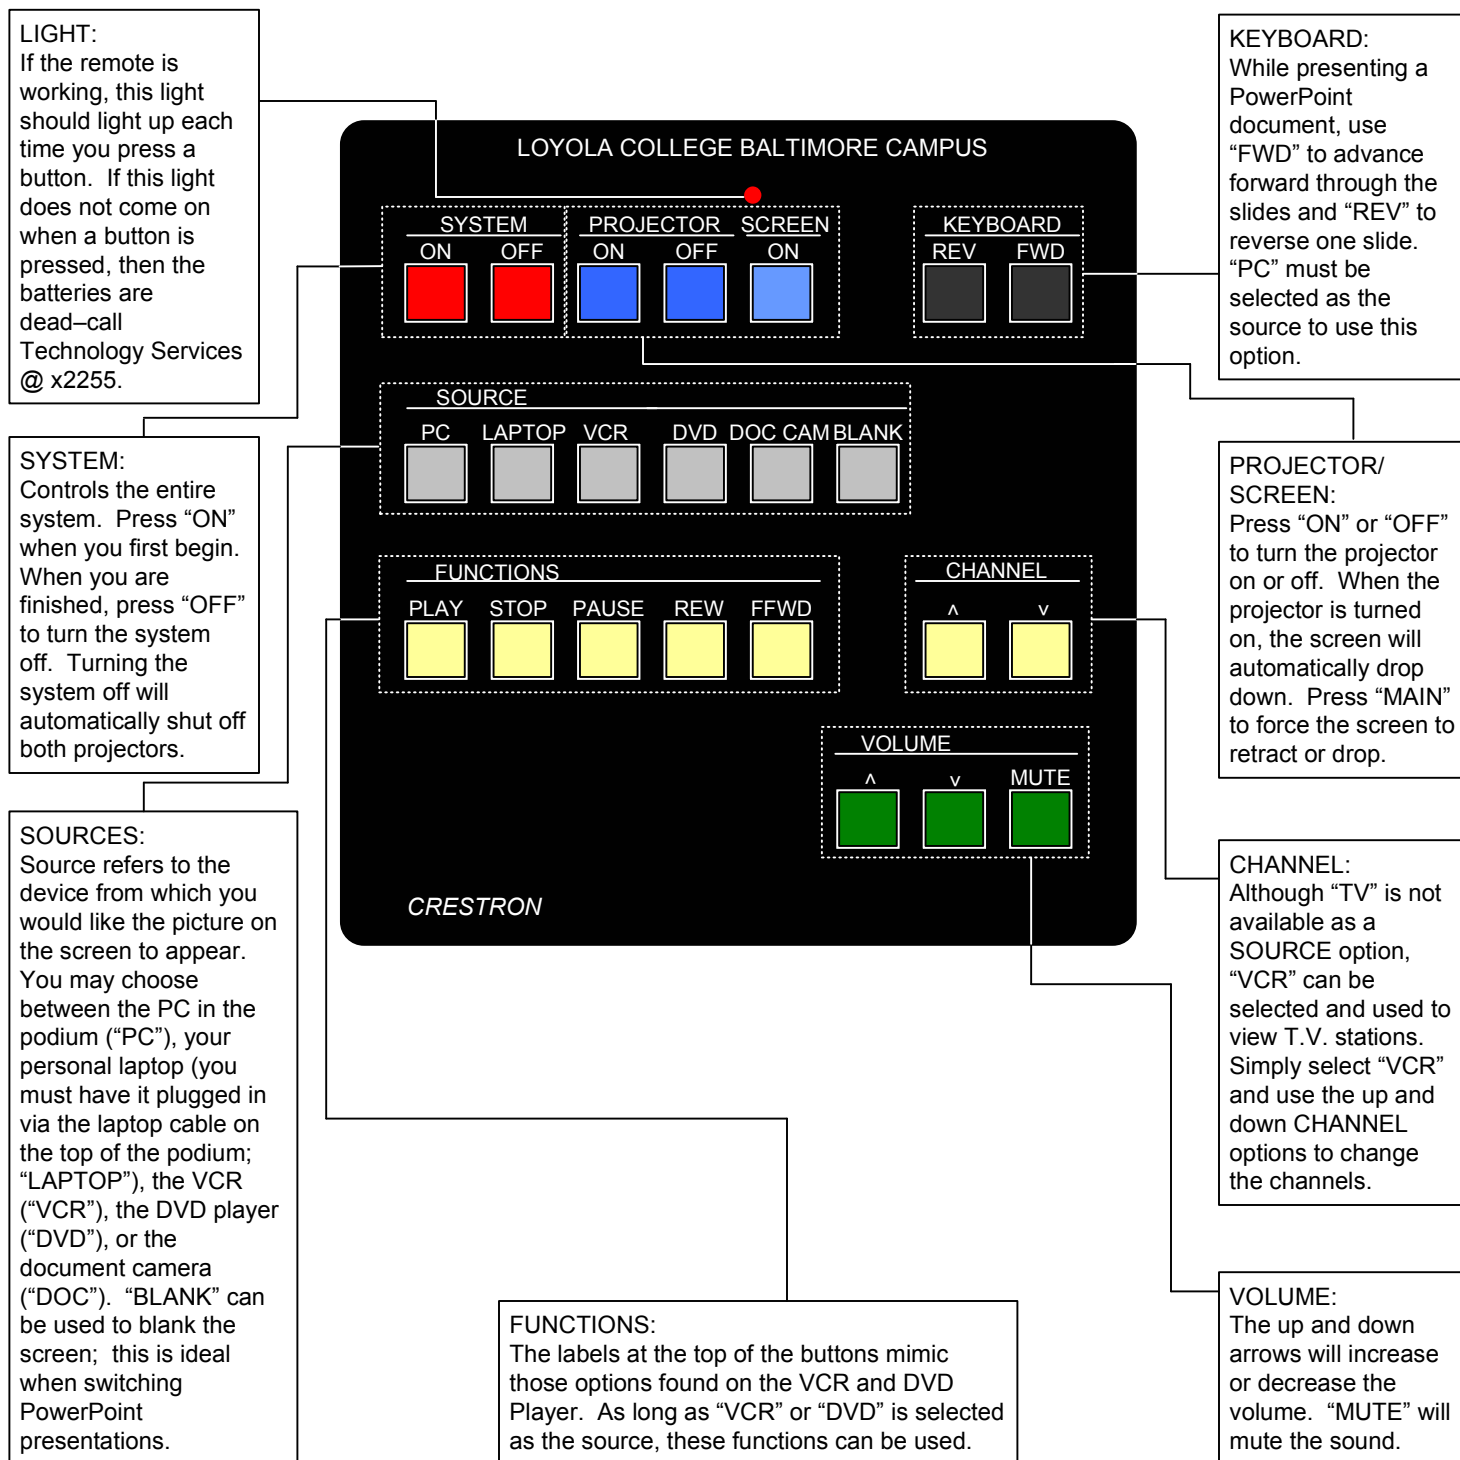 LIGHT:
If the remote is
working, this light
should light up each
time you press a
button.  If this light
does not come on
when a button is
pressed, then the
batteries are
dead–call
Technology Services
@ x2255.
SYSTEM:
Controls the entire
system.  Press “ON”
when you first begin.
When you are
finished, press “OFF”
to turn the system
off.  Turning the
system off will
automatically shut off
both projectors.
SOURCES:
Source refers to the
device from which you
would like the picture on
the screen to appear.
You may choose
between the PC in the
podium (“PC”), your
personal laptop (you
must have it plugged in
via the laptop cable on
the top of the podium;
“LAPTOP”), the VCR
(“VCR”), the DVD player
(“DVD”), or the
document camera
(“DOC”).  “BLANK” can
be used to blank the
screen;  this is ideal
when switching
PowerPoint
presentations.
LOYOLA COLLEGE BALTIMORE CAMPUS
SYSTEM PROJECTOR SCREEN KEYBOARD
ON OFF ON OFF ON REV FWD
SOURCE
PC LAPTOP VCR DVD DOC CAM BLANK
FUNCTIONS CHANNEL
PLAY STOP PAUSE REW FFWD ^ v
VOLUME
^ v MUTE
CRESTRON
FUNCTIONS:
The labels at the top of the buttons mimic
those options found on the VCR and DVD
Player.  As long as “VCR” or “DVD” is selected
as the source, these functions can be used.
KEYBOARD:
While presenting a
PowerPoint
document, use
“FWD” to advance
forward through the
slides and “REV” to
reverse one slide.
“PC” must be
selected as the
source to use this
option.
PROJECTOR/
SCREEN:
Press “ON” or “OFF”
to turn the projector
on or off.  When the
projector is turned
on, the screen will
automatically drop
down.  Press “MAIN”
to force the screen to
retract or drop.
CHANNEL:
Although “TV” is not
available as a
SOURCE option,
“VCR” can be
selected and used to
view T.V. stations.
Simply select “VCR”
and use the up and
down CHANNEL
options to change
the channels.
VOLUME:
The up and down
arrows will increase
or decrease the
volume.  “MUTE” will
mute the sound.